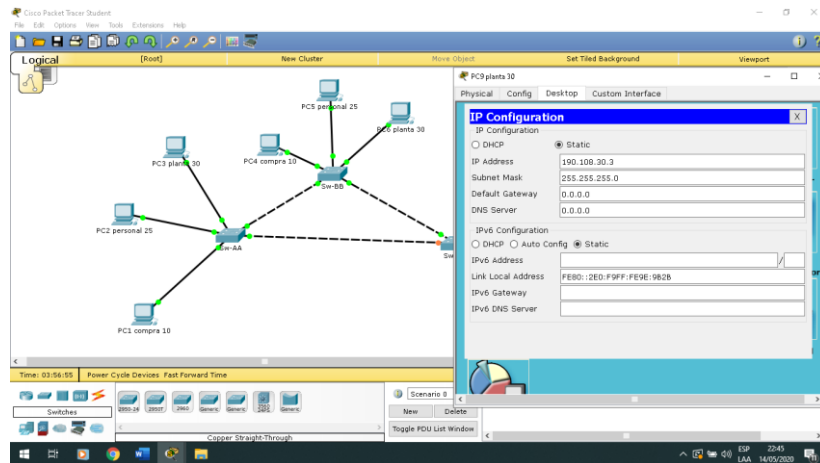 Cisco Packet Tracer Student
File Edit Options View Tools Extensions Help
Logical [Root] New Cluster Move Object Set Tiled Background Viewport
PC5 personal 25
PC3 planta 30
PC4 compra 10
Sw-BB
PC2 personal 25
Sw-AA
PC1 compra 10
PC9 planta 30
Physical Config Desktop Custom Interface
IP Configuration X
IP Configuration
DHCP Static
IP Address 190.108.30.3
Subnet Mask 255.255.255.0
Default Gateway 0.0.0.0
DNS Server 0.0.0.0
IPv6 Configuration
DHCP Auto Config Static
IPv6 Address /
Link Local Address FE80::2E0:F9FF:FE9E:9B2B
IPv6 Gateway
IPv6 DNS Server
Time: 03:56:55 Power Cycle Devices Fast Forward Time
Switches
2950-24 2950T 2960 Generic Generic Generic
Copper Straight-Through
Scenario 0
New Delete
Toggle PDU List Window
ESP 22:45
LAA 14/05/2020